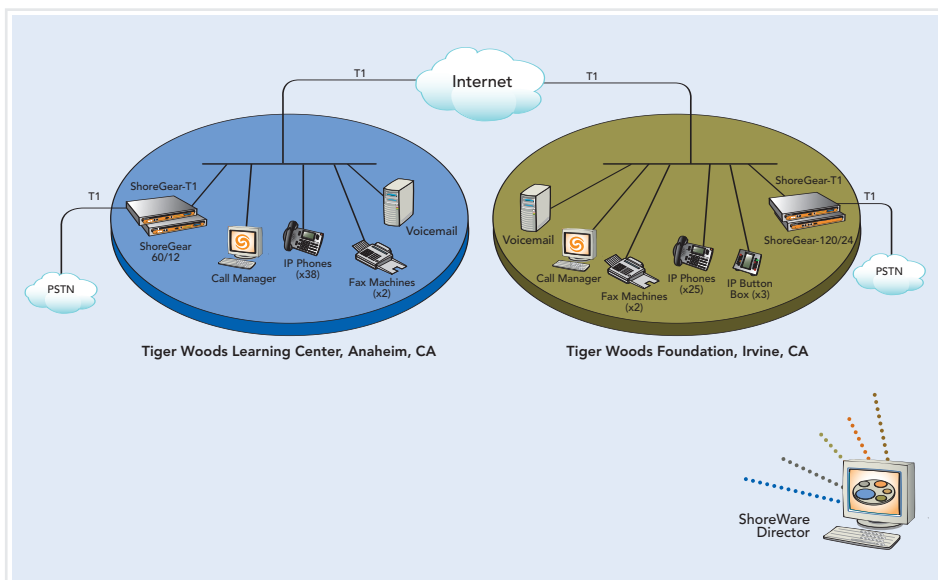 T1
Internet
T1
ShoreGear-T1
T1
ShoreGear
60/12
Call Manager
IP Phones
(x38)
Fax Machines
(x2)
Voicemail
PSTN
Tiger Woods Learning Center, Anaheim, CA
Voicemail
Call Manager
Fax Machines
(x2)
IP Phones
(x25)
IP Button
Box (x3)
ShoreGear-T1
T1
ShoreGear-120/24
PSTN
Tiger Woods Foundation, Irvine, CA
ShoreWare
Director